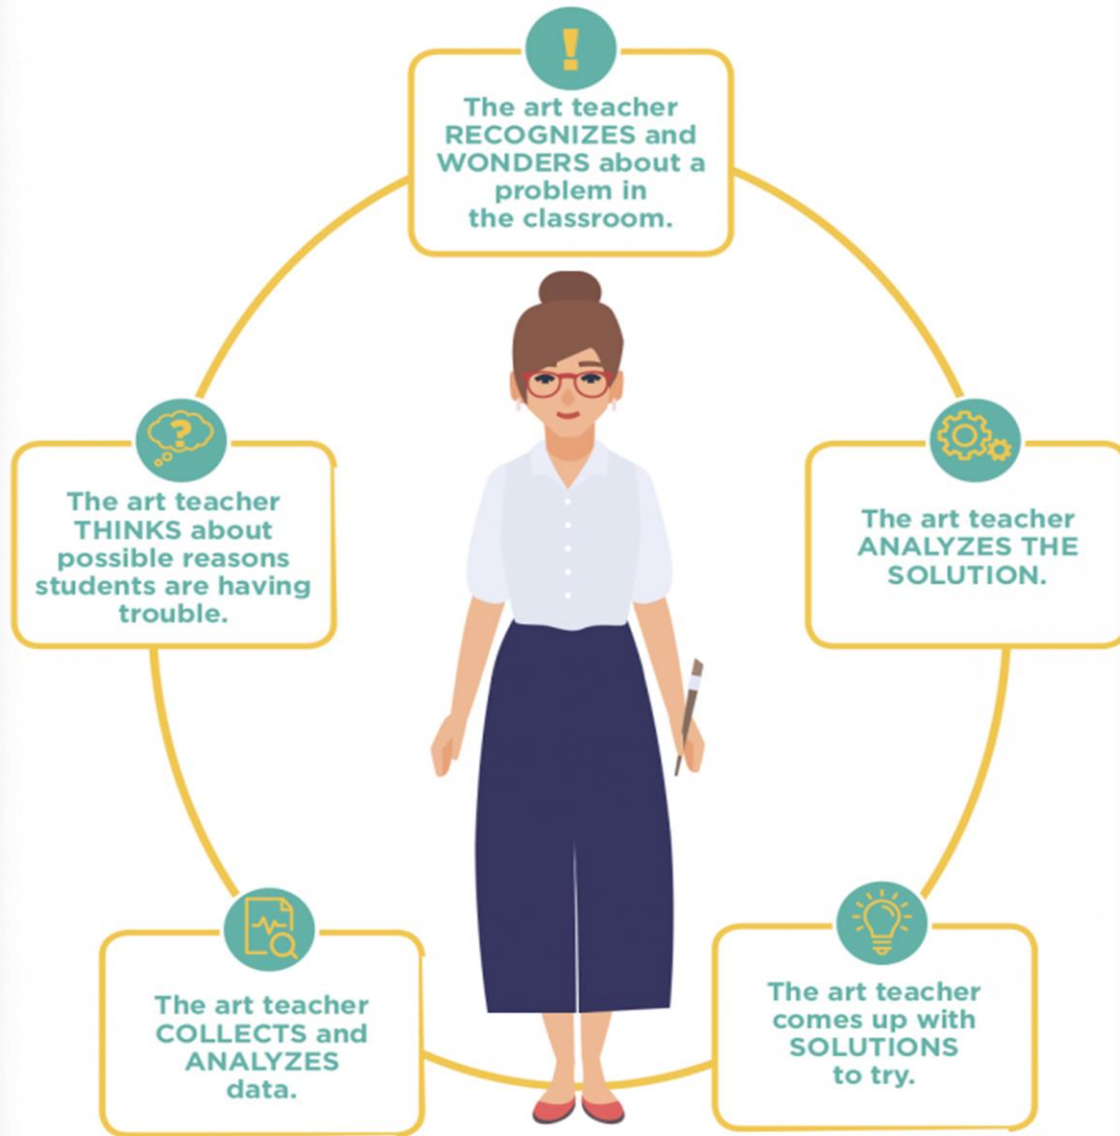 !
The art teacher
RECOGNIZES and
WONDERS about a
problem in
the classroom.
?
The art teacher
THINKS about
possible reasons
students are having
trouble.
The art teacher
ANALYZES THE
SOLUTION.
The art teacher
COLLECTS and
ANALYZES
data.
The art teacher
comes up with
SOLUTIONS
to try.